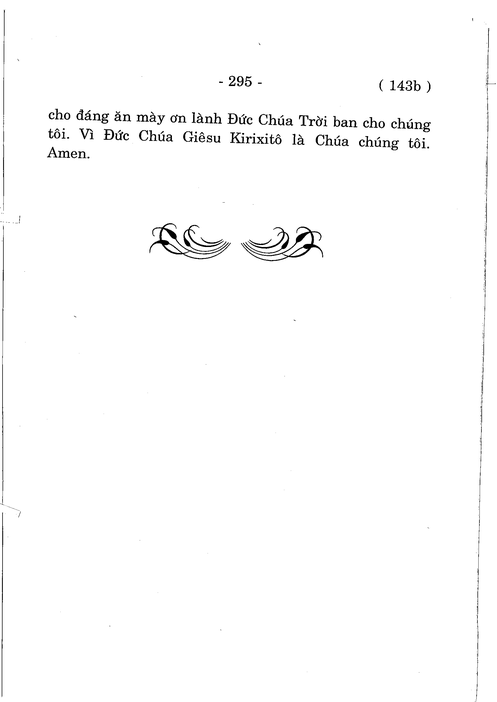 - 295 -
( 143b )
cho đáng ăn mày ơn lành Đức Chúa Trời ban cho chúng
tôi. Vì Đức Chúa Giêsu Kirixitô là Chúa chúng tôi.
Amen.